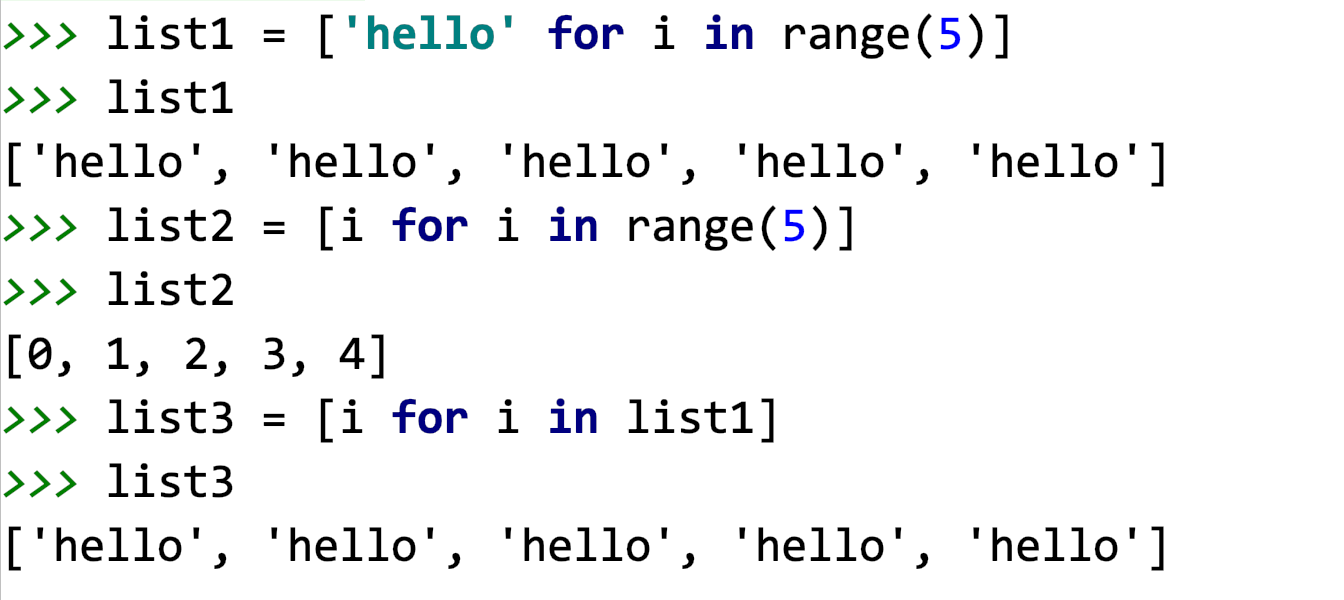 >>> list1 = ['hello' for i in range(5)]
>>> list1
['hello', 'hello', 'hello', 'hello', 'hello']
>>> list2 = [i for i in range(5)]
>>> list2
[0, 1, 2, 3, 4]
>>> list3 = [i for i in list1]
>>> list3
['hello', 'hello', 'hello', 'hello', 'hello']